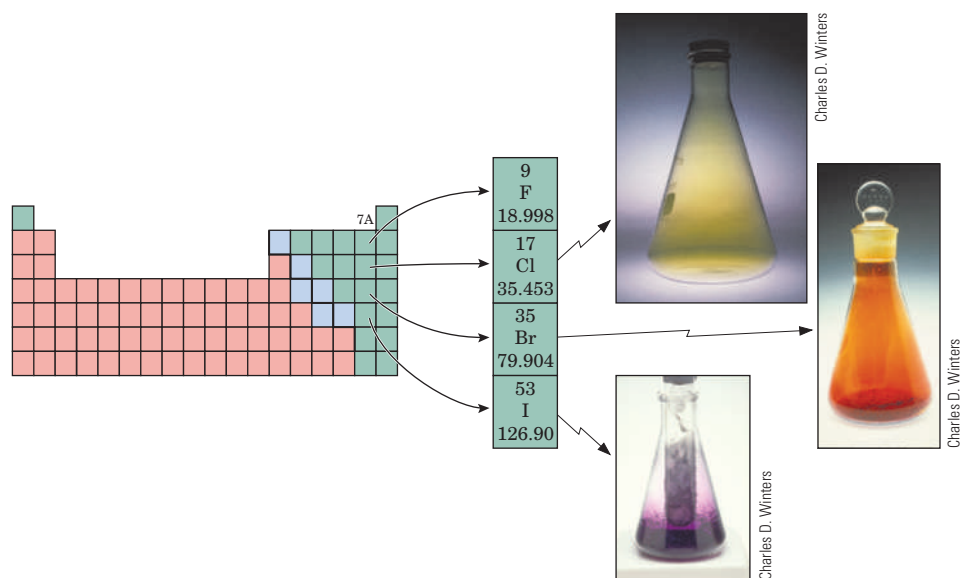 7A
9
F
18.998
17
Cl
35.453
35
Br
79.904
53
I
126.90
Charles D. Winters
Charles D. Winters
Charles D. Winters